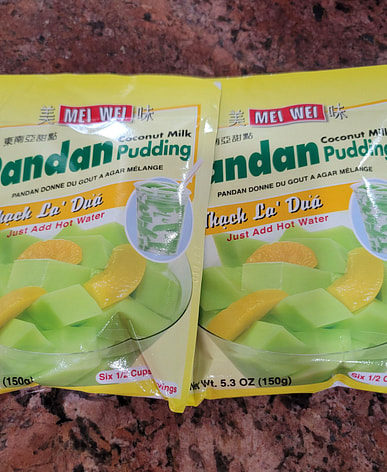 美 MEI WEI 味
東南亞甜點
Coconut Milk
Pandan Pudding
PANDAN DONNE DU GOUT A AGAR MÉLANGE
Thạch Lá Dứa
Just Add Hot Water
(150g)
Six 1/2 Cups
美 MEI WEI 味
亞甜點
Coconut Milk
andan Pudding
PANDAN DONNE DU GOUT A AGAR MÉLANGE
Thạch Lá Dứa
Just Add Hot Water
Wt. 5.3 OZ (150g)
Six 1/2